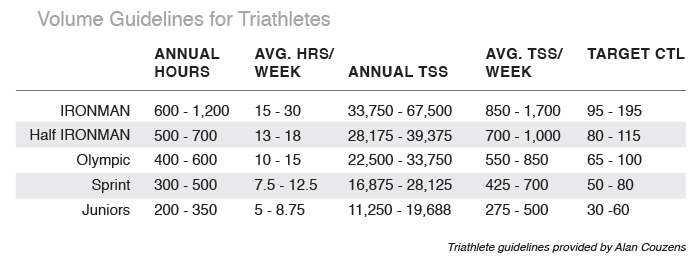 Volume Guidelines for Triathletes
ANNUAL HOURS AVG. HRS/ WEEK ANNUAL TSS AVG. TSS/ WEEK TARGET CTL
IRONMAN 600 - 1,200 15 - 30 33,750 - 67,500 850 - 1,700 95 - 195
Half IRONMAN 500 - 700 13 - 18 28,175 - 39,375 700 - 1,000 80 - 115
Olympic 400 - 600 10 - 15 22,500 - 33,750 550 - 850 65 - 100
Sprint 300 - 500 7.5 - 12.5 16,875 - 28,125 425 - 700 50 - 80
Juniors 200 - 350 5 - 8.75 11,250 - 19,688 275 - 500 30 -60
Triathlete guidelines provided by Alan Couzens